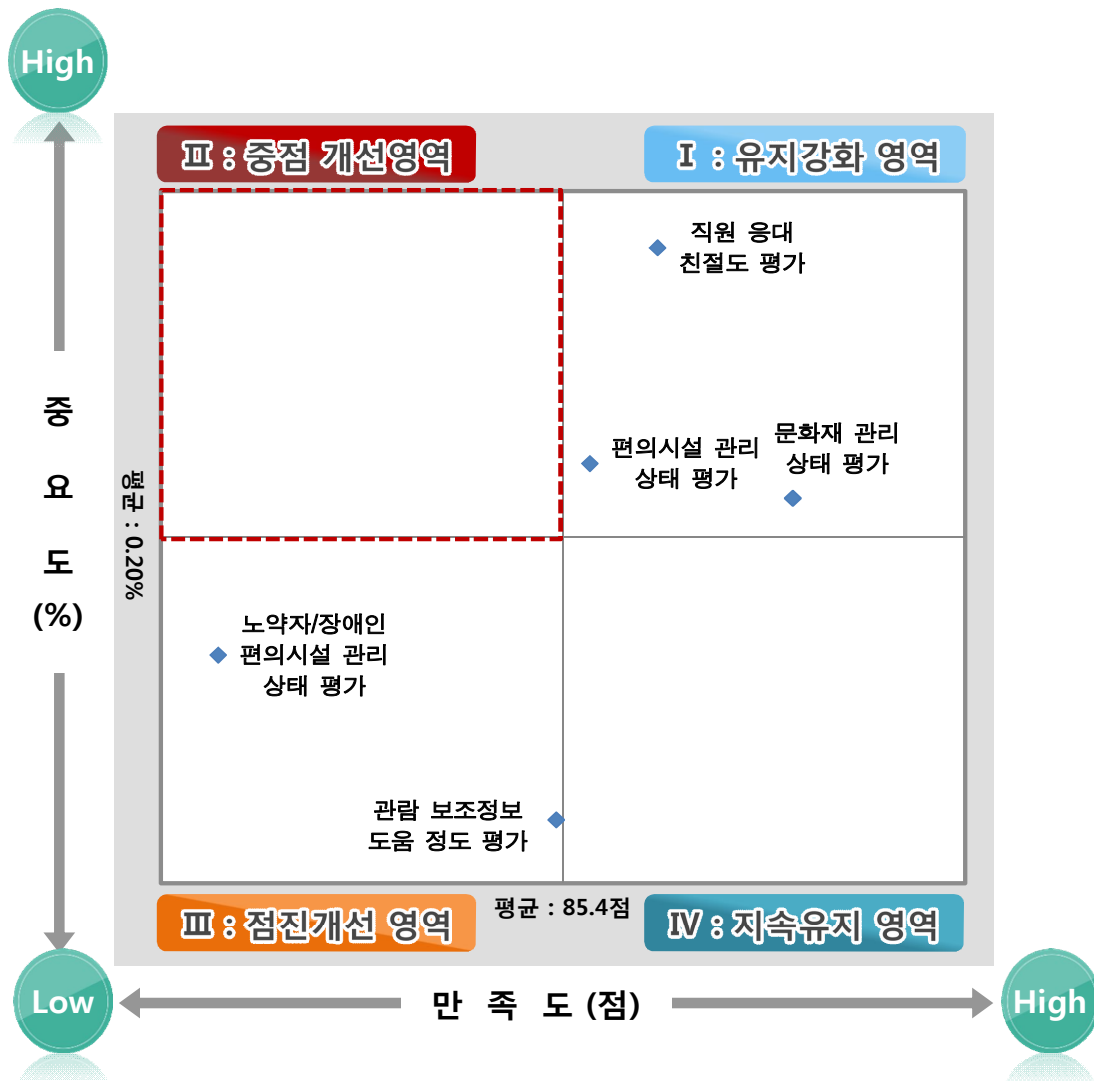 High
Ⅱ : 중점 개선영역
Ⅰ : 유지강화 영역
직원 응대
친절도 평가
편의시설 관리
상태 평가
문화재 관리
상태 평가
중
요
도
(%)
평균 : 0.20%
노약자/장애인
편의시설 관리
상태 평가
관람 보조정보
도움 정도 평가
Ⅲ : 점진개선 영역
평균 : 85.4점
Ⅳ : 지속유지 영역
Low
만 족 도 (점)
High